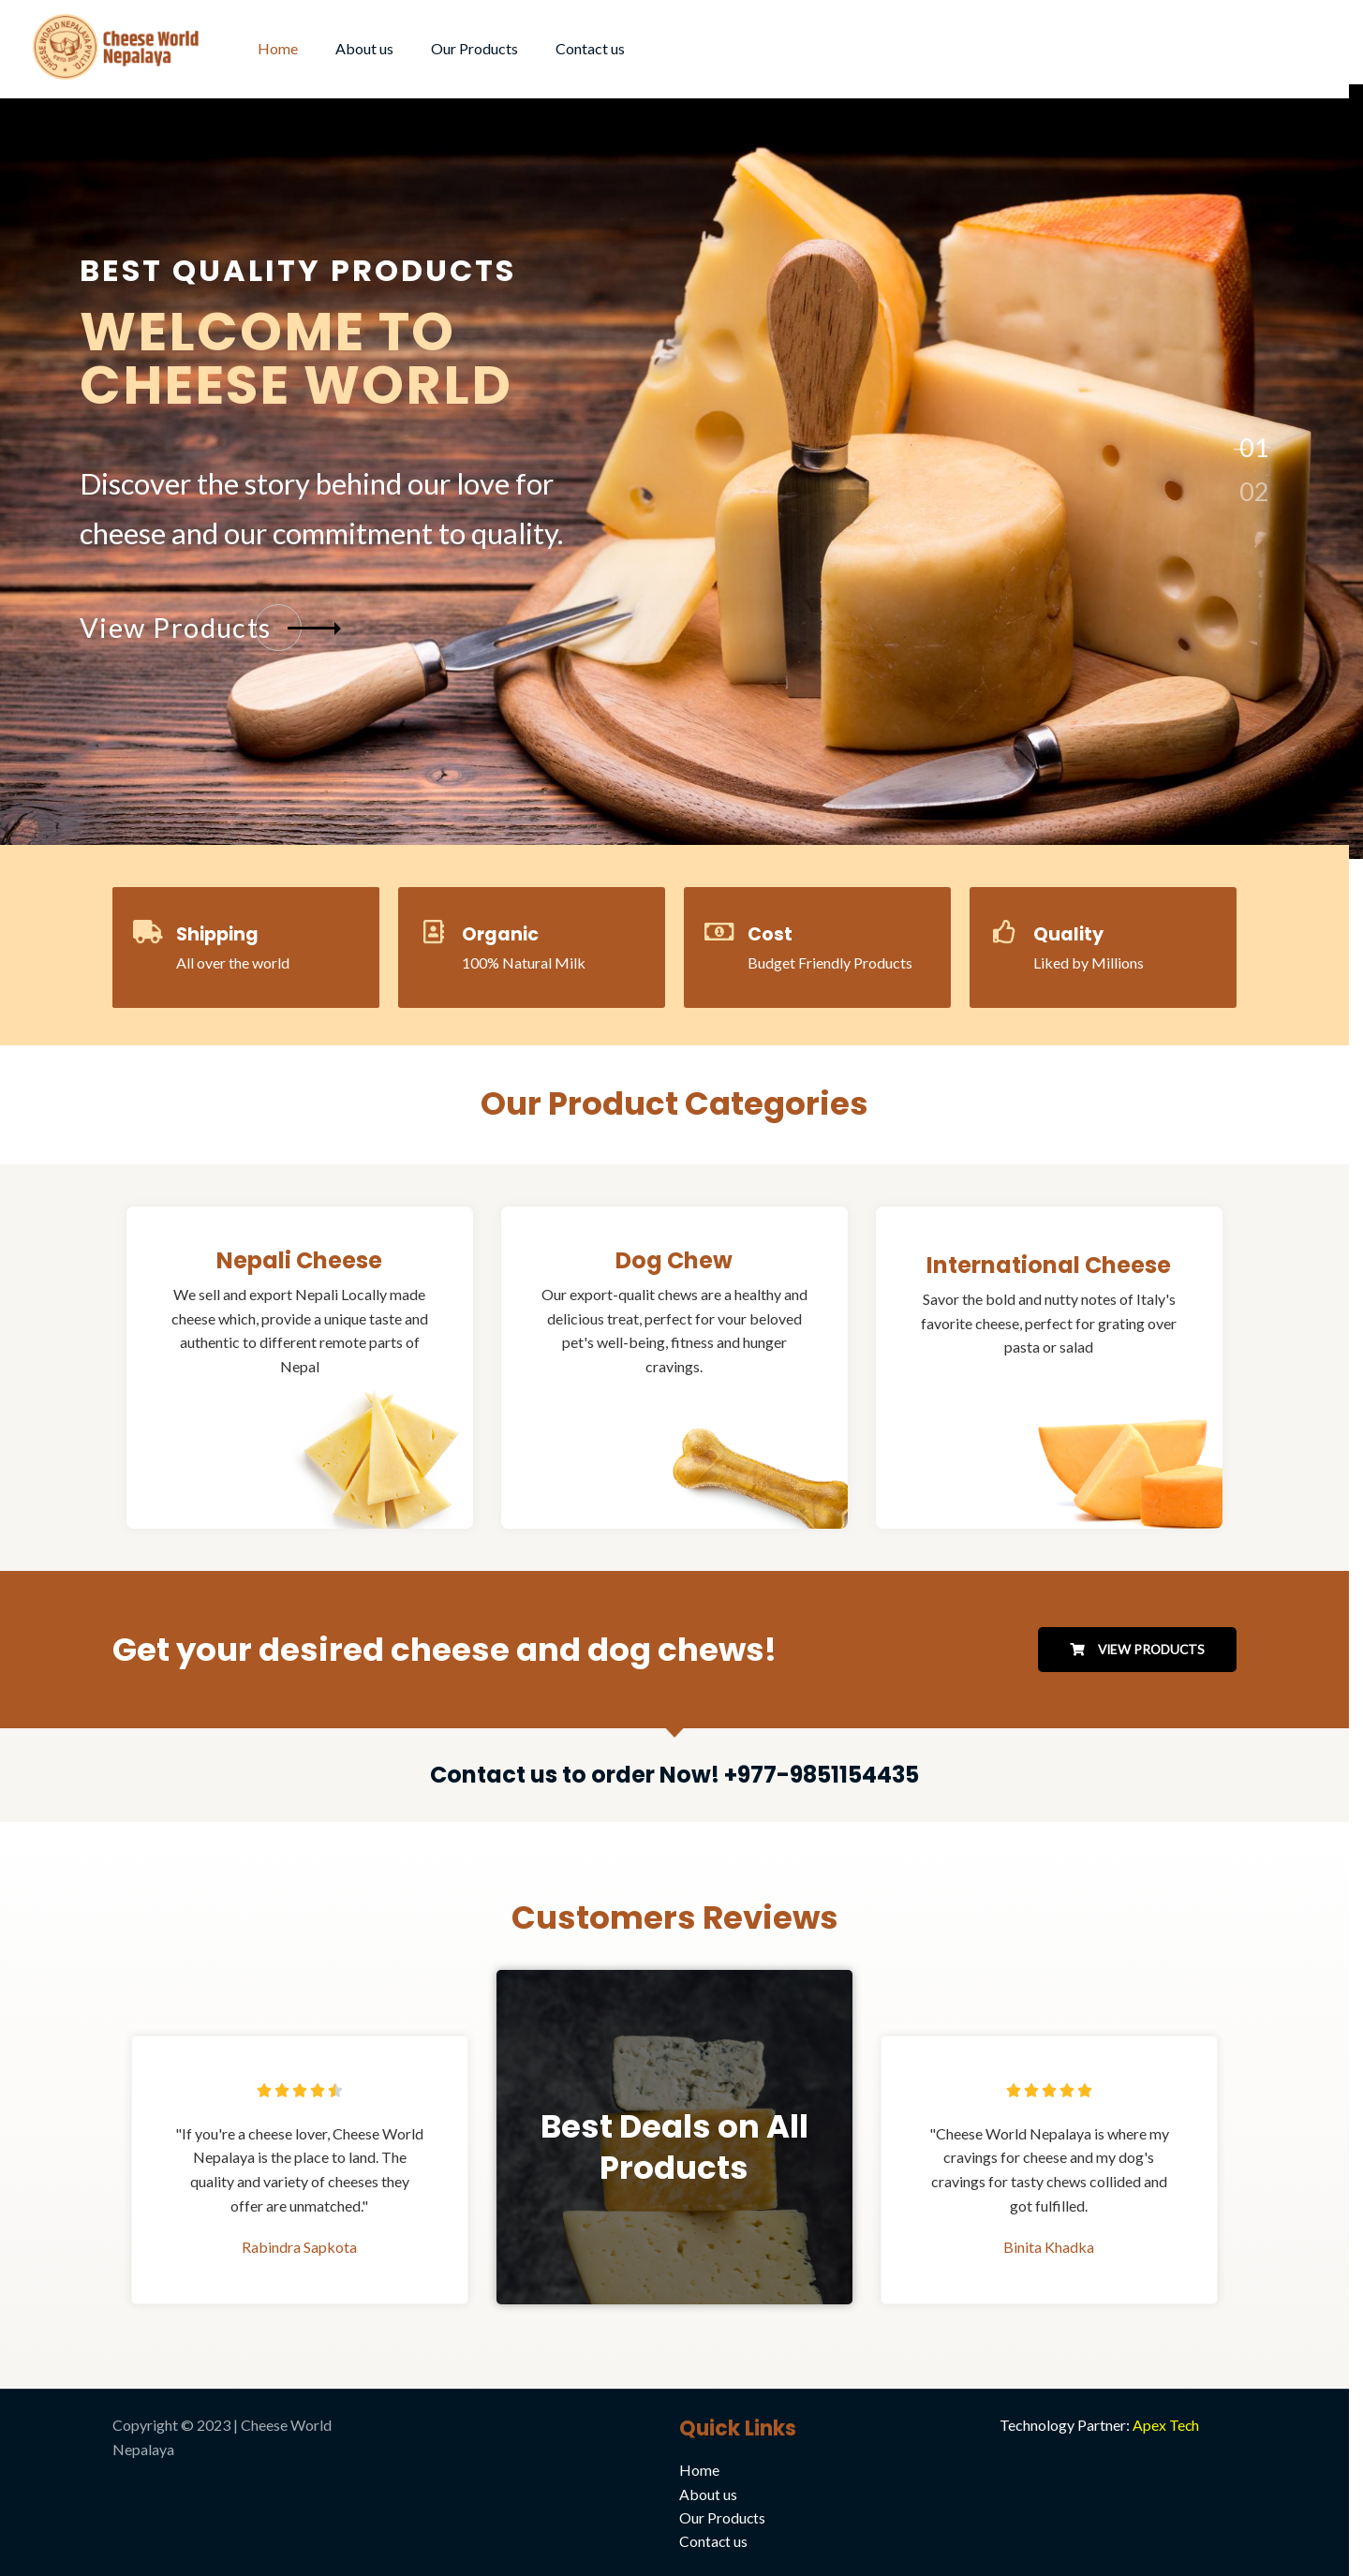 Cheese World
Nepalaya
CHEESE WORLD NEPALAYA PVT.LTD.
Home
About us
Our Products
Contact us
BEST QUALITY PRODUCTS
WELCOME TO
CHEESE WORLD
Discover the story behind our love for
cheese and our commitment to quality.
View Products
01
02
Shipping
All over the world
Organic
100% Natural Milk
Cost
Budget Friendly Products
Quality
Liked by Millions
Our Product Categories
Nepali Cheese
We sell and export Nepali Locally made
cheese which, provide a unique taste and
authentic to different remote parts of
Nepal
Dog Chew
Our export-qualit chews are a healthy and
delicious treat, perfect for vour beloved
pet's well-being, fitness and hunger
cravings.
International Cheese
Savor the bold and nutty notes of Italy's
favorite cheese, perfect for grating over
pasta or salad
Get your desired cheese and dog chews!
VIEW PRODUCTS
Contact us to order Now! +977-9851154435
Customers Reviews
"If you're a cheese lover, Cheese World
Nepalaya is the place to land. The
quality and variety of cheeses they
offer are unmatched."
Rabindra Sapkota
Best Deals on All
Products
"Cheese World Nepalaya is where my
cravings for cheese and my dog's
cravings for tasty chews collided and
got fulfilled.
Binita Khadka
Copyright © 2023 | Cheese World
Nepalaya
Quick Links
Home
About us
Our Products
Contact us
Technology Partner: Apex Tech